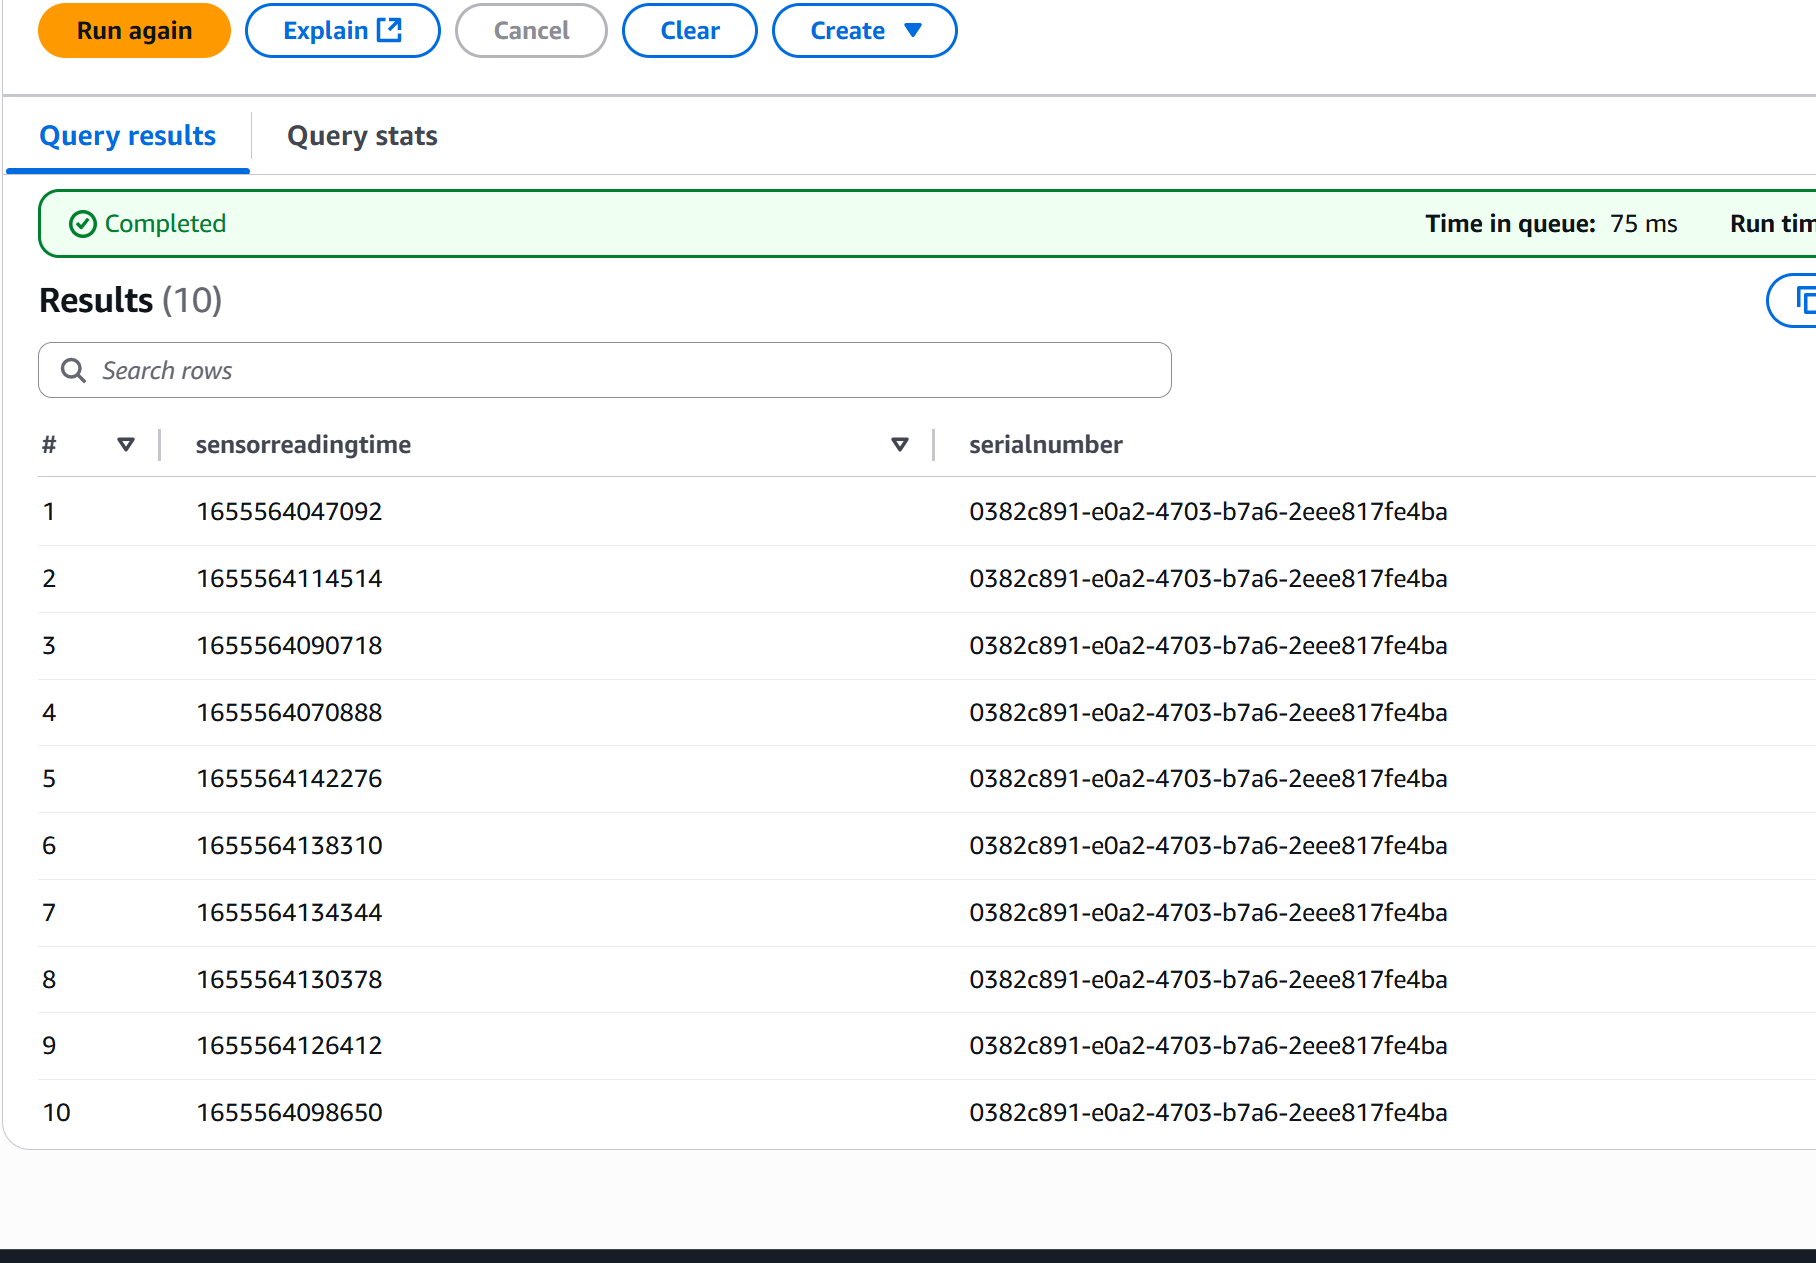 Run again Explain Cancel Clear Create
Query results Query stats
Completed Time in queue: 75 ms Run tim
Results (10)
Search rows
# sensorreadingtime serialnumber
1 1655564047092 0382c891-e0a2-4703-b7a6-2eee817fe4ba
2 1655564114514 0382c891-e0a2-4703-b7a6-2eee817fe4ba
3 1655564090718 0382c891-e0a2-4703-b7a6-2eee817fe4ba
4 1655564070888 0382c891-e0a2-4703-b7a6-2eee817fe4ba
5 1655564142276 0382c891-e0a2-4703-b7a6-2eee817fe4ba
6 1655564138310 0382c891-e0a2-4703-b7a6-2eee817fe4ba
7 1655564134344 0382c891-e0a2-4703-b7a6-2eee817fe4ba
8 1655564130378 0382c891-e0a2-4703-b7a6-2eee817fe4ba
9 1655564126412 0382c891-e0a2-4703-b7a6-2eee817fe4ba
10 1655564098650 0382c891-e0a2-4703-b7a6-2eee817fe4ba